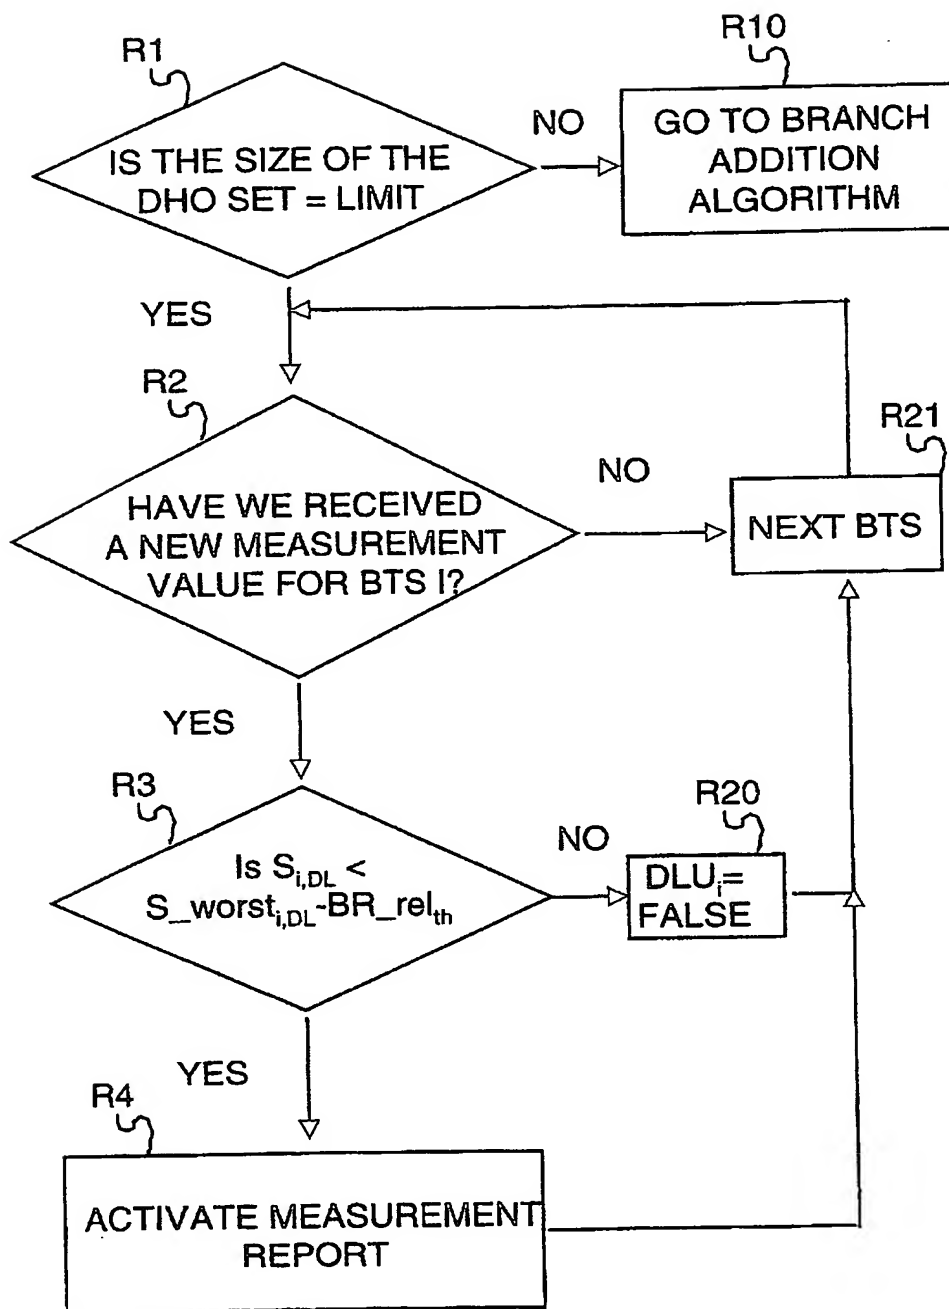 R1
R10
IS THE SIZE OF THE
DHO SET = LIMIT
NO
GO TO BRANCH
ADDITION
ALGORITHM
YES
R2
R21
HAVE WE RECEIVED
A NEW MEASUREMENT
VALUE FOR BTS I?
NO
NEXT BTS
YES
R3
R20
Is S_{i,DL} <
S_worst_{i,DL}-BR_rel_{th}
NO
DLU_i=
FALSE
YES
R4
ACTIVATE MEASUREMENT
REPORT